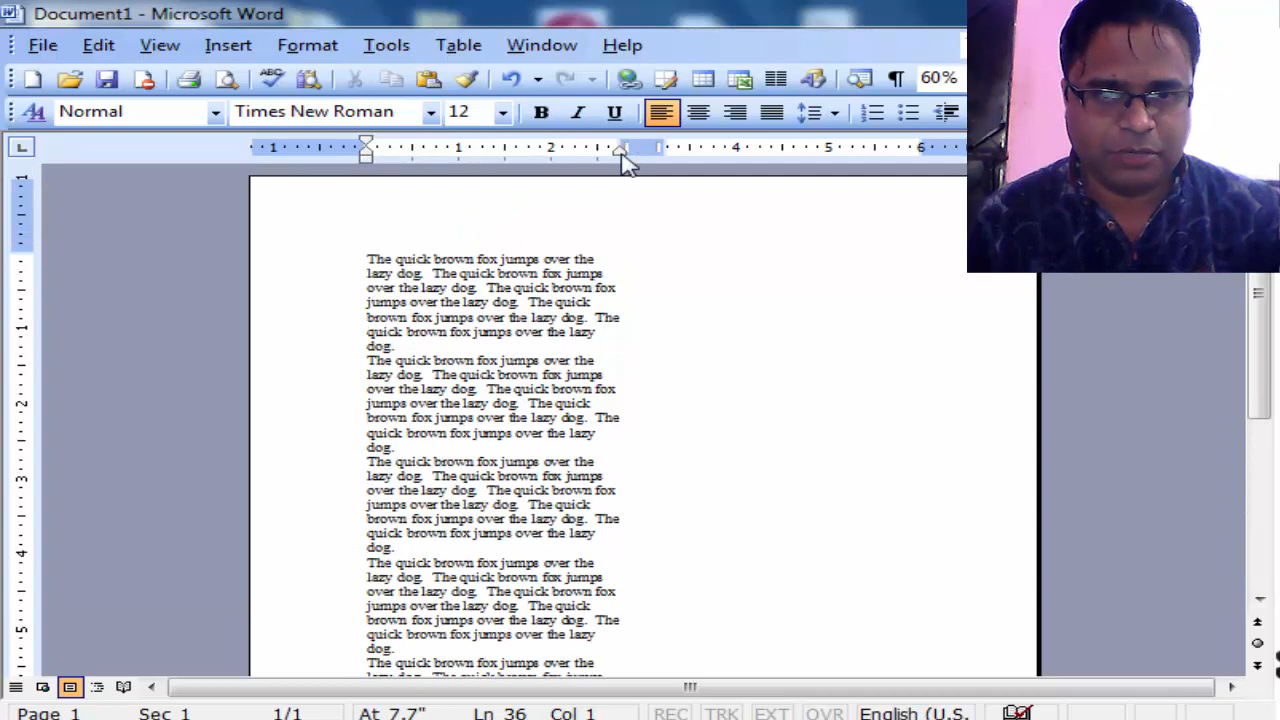 Document1 - Microsoft Word
File Edit View Insert Format Tools Table Window Help
60%
Normal Times New Roman 12 B I U
1 1 2 4 5 6
The quick brown fox jumps over the
lazy dog. The quick brown fox jumps
over the lazy dog. The quick brown fox
jumps over the lazy dog. The quick
brown fox jumps over the lazy dog. The
quick brown fox jumps over the lazy
dog.
The quick brown fox jumps over the
lazy dog. The quick brown fox jumps
over the lazy dog. The quick brown fox
jumps over the lazy dog. The quick
brown fox jumps over the lazy dog. The
quick brown fox jumps over the lazy
dog.
The quick brown fox jumps over the
lazy dog. The quick brown fox jumps
over the lazy dog. The quick brown fox
jumps over the lazy dog. The quick
brown fox jumps over the lazy dog. The
quick brown fox jumps over the lazy
dog.
The quick brown fox jumps over the
lazy dog. The quick brown fox jumps
over the lazy dog. The quick brown fox
jumps over the lazy dog. The quick
brown fox jumps over the lazy dog. The
quick brown fox jumps over the lazy
dog.
The quick brown fox jumps over the
Page 1 Sec 1 1/1 At 7.7" Ln 36 Col 1 REC TRK EXT OVR English (U.S.